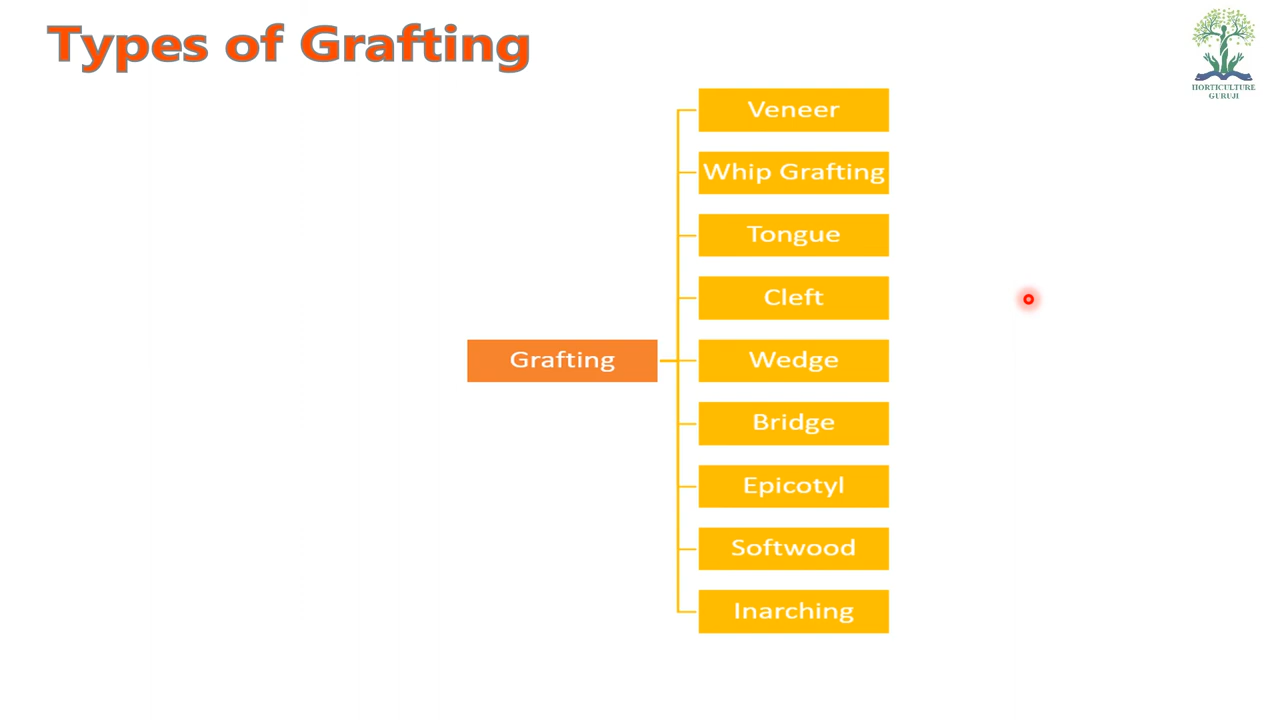 Types of Grafting
HORTICULTURE
GURUJI
Veneer
Whip Grafting
Tongue
Cleft
Grafting
Wedge
Bridge
Epicotyl
Softwood
Inarching